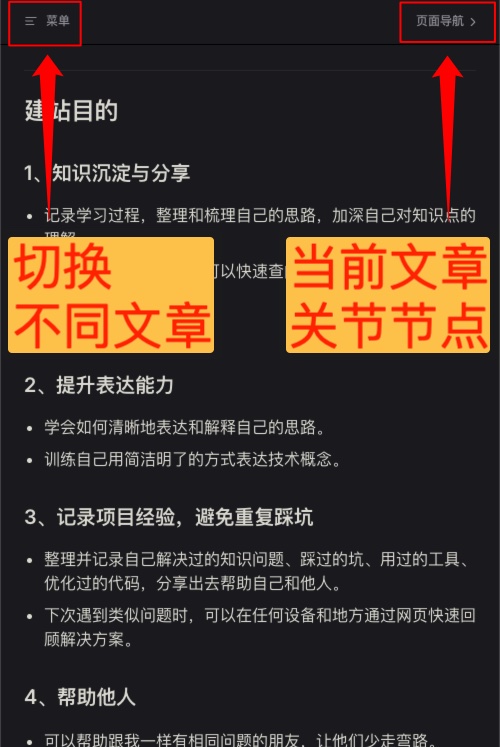 菜单
页面导航
建站目的
1、知识沉淀与分享
记录学习过程，整理和梳理自己的思路，加深自己对知识点的
理解
可以快速查
切换
不同文章
当前文章
关节节点
2、提升表达能力
学会如何清晰地表达和解释自己的思路。
训练自己用简洁明了的方式表达技术概念。
3、记录项目经验，避免重复踩坑
整理并记录自己解决过的知识问题、踩过的坑、用过的工具、
优化过的代码，分享出去帮助自己和他人。
下次遇到类似问题时，可以在任何设备和地方通过网页快速回
顾解决方案。
4、帮助他人
可以帮助跟我一样有相同问题的朋友，让他们少走弯路。